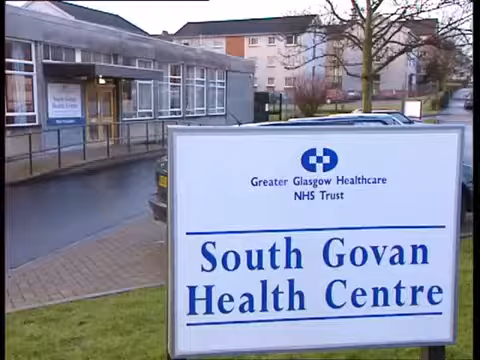 Greater Glasgow Healthcare
NHS Trust
South Govan
Health Centre